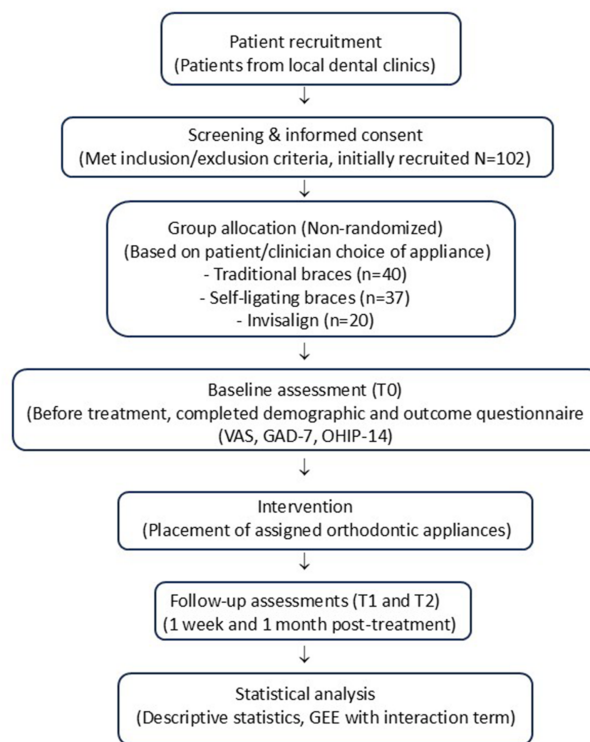 Patient recruitment
(Patients from local dental clinics)
Screening & informed consent
(Met inclusion/exclusion criteria, initially recruited N=102)
Group allocation (Non-randomized)
(Based on patient/clinician choice of appliance)
- Traditional braces (n=40)
- Self-ligating braces (n=37)
- Invisalign (n=20)
Baseline assessment (T0)
(Before treatment, completed demographic and outcome questionnaire
(VAS, GAD-7, OHIP-14)
Intervention
(Placement of assigned orthodontic appliances)
Follow-up assessments (T1 and T2)
(1 week and 1 month post-treatment)
Statistical analysis
(Descriptive statistics, GEE with interaction term)